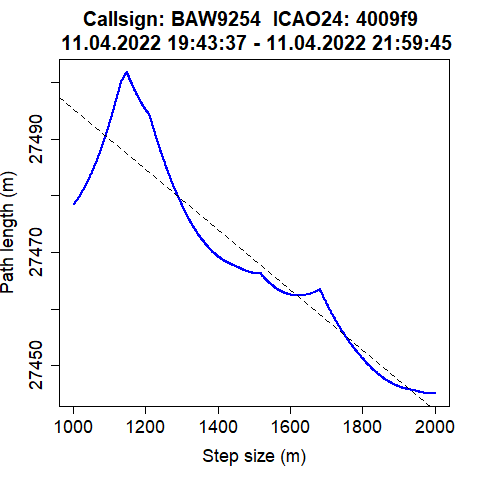 Callsign: BAW9254 ICAO24: 4009f9
11.04.2022 19:43:37 - 11.04.2022 21:59:45
Path length (m)
27490
27470
27450
1000 1200 1400 1600 1800 2000
Step size (m)